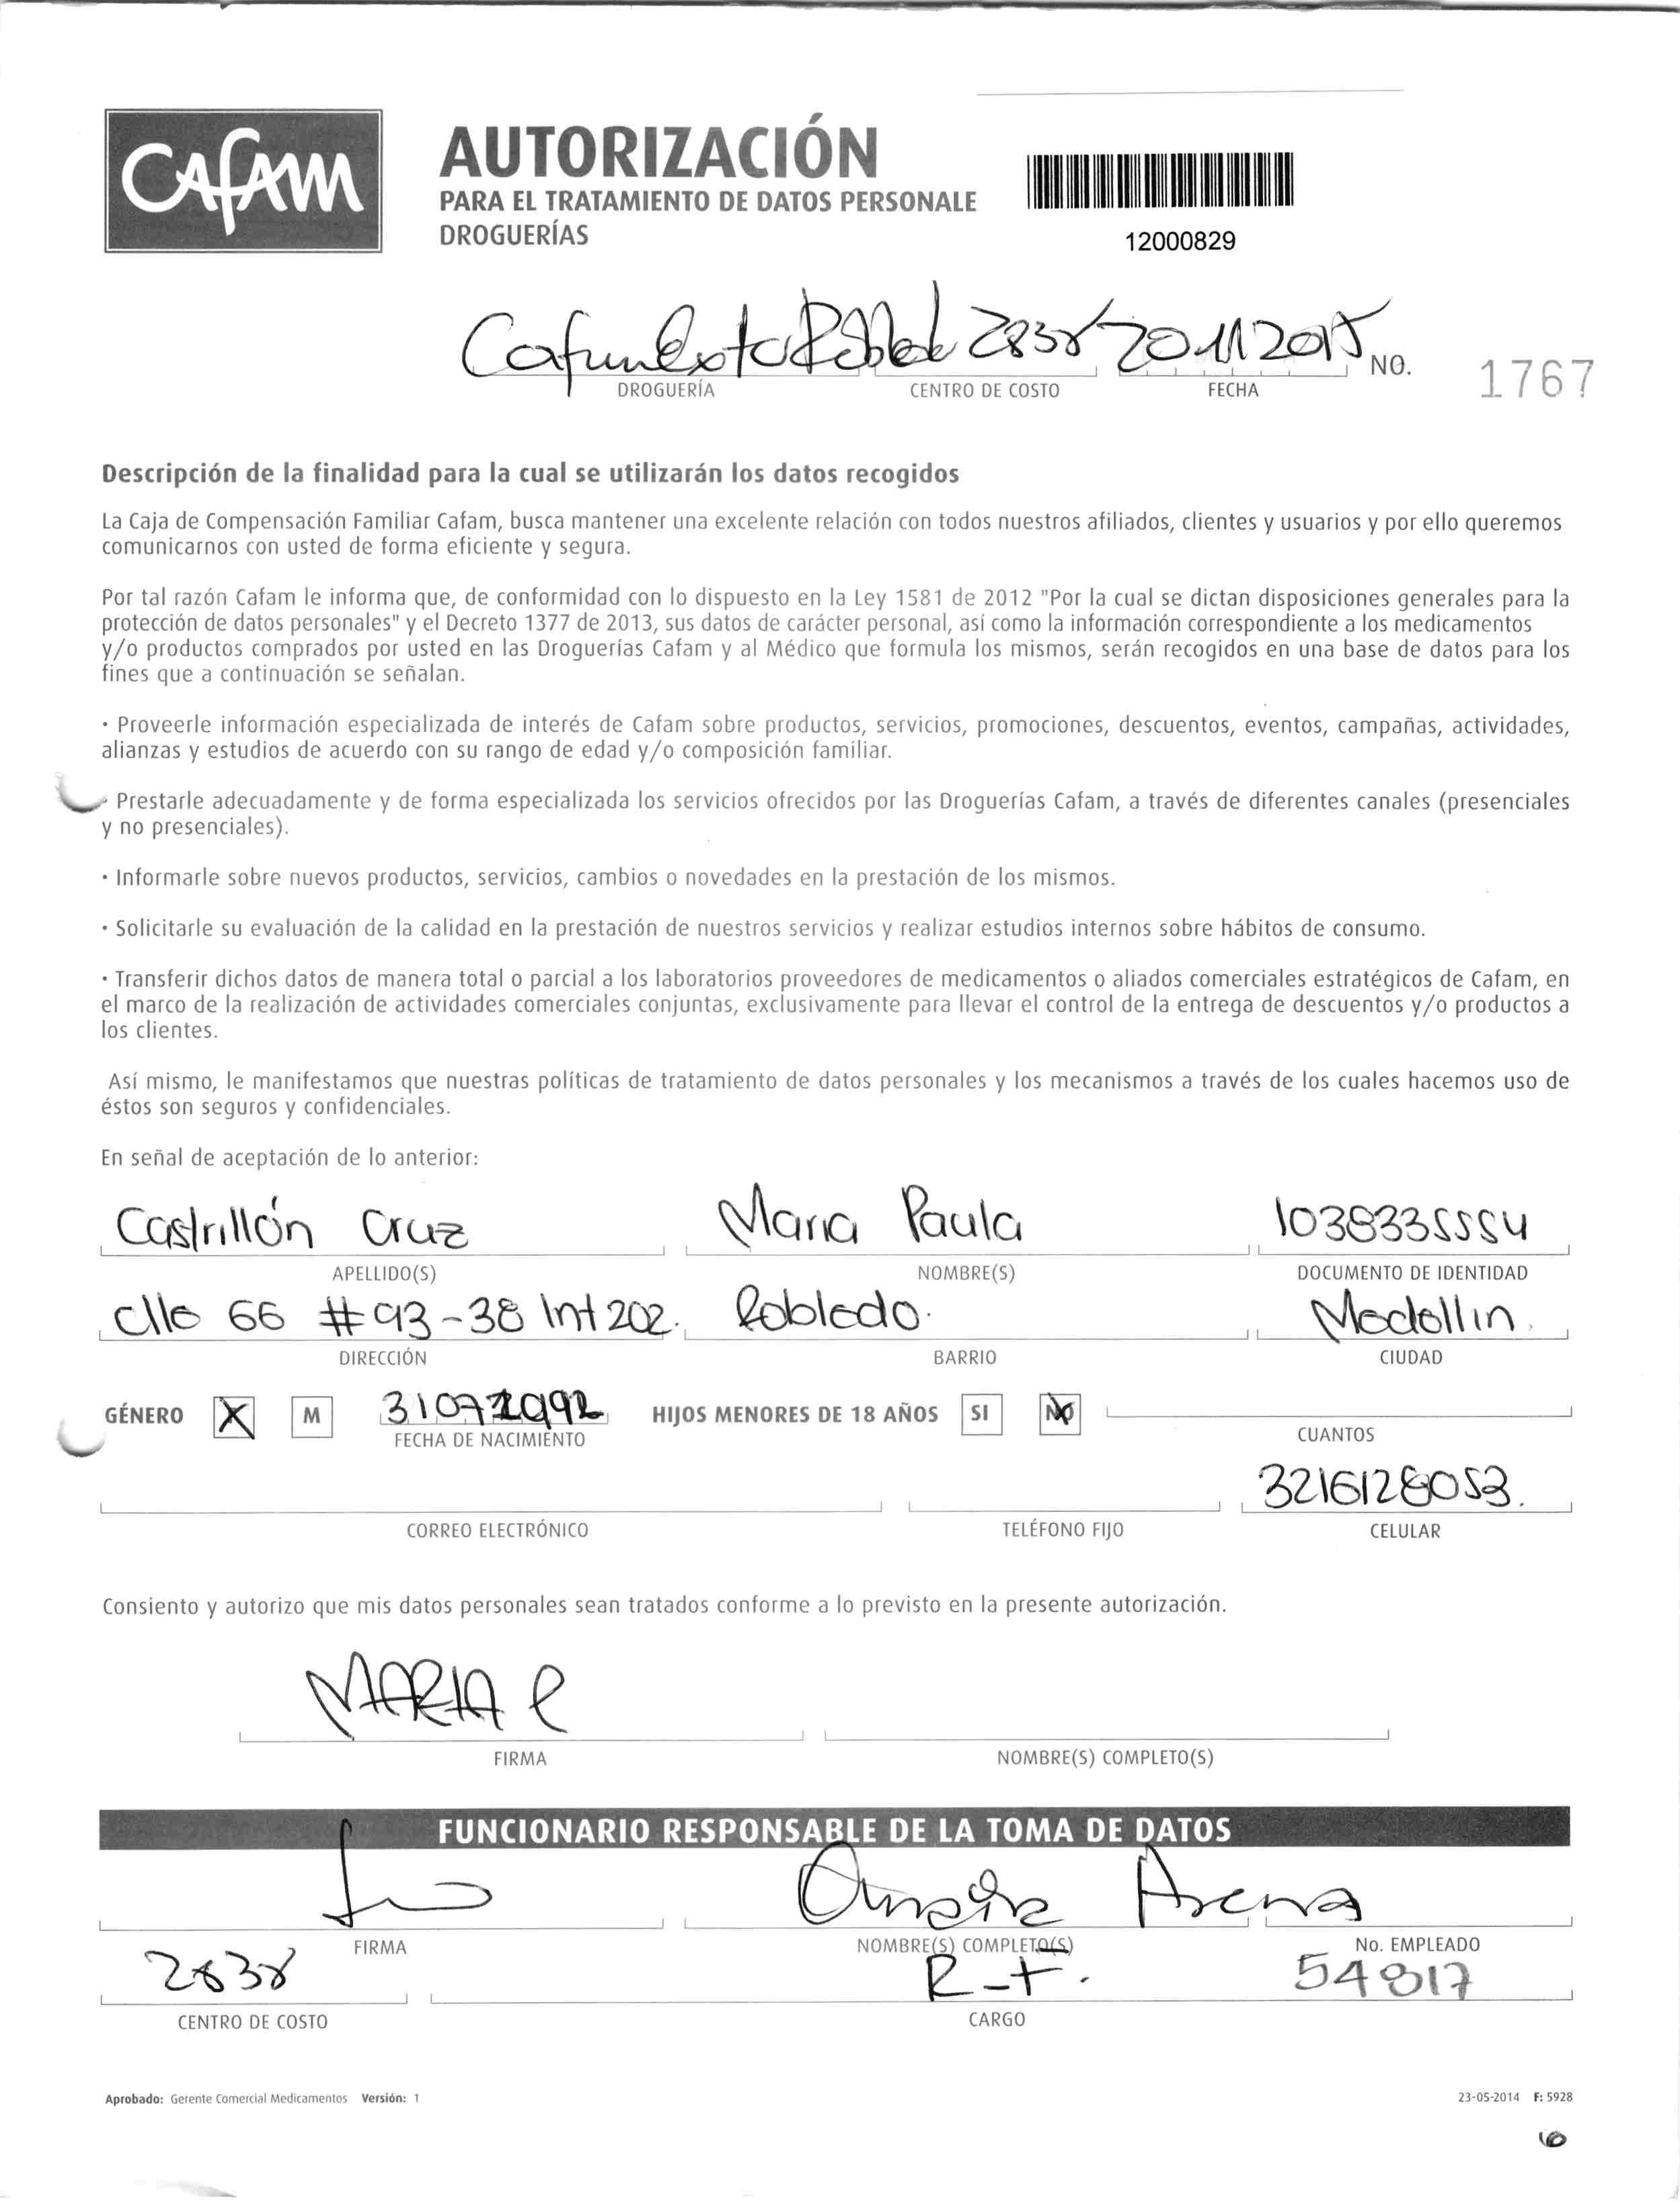 Cafam
AUTORIZACIÓN
PARA EL TRATAMIENTO DE DATOS PERSONALE
DROGUERÍAS
12000829
2838 20 11 2015 NO. 1767
DROGUERÍA CENTRO DE COSTO FECHA
Descripción de la finalidad para la cual se utilizarán los datos recogidos
La Caja de Compensación Familiar Cafam, busca mantener una excelente relación con todos nuestros afiliados, clientes y usuarios y por ello queremos
comunicarnos con usted de forma eficiente y segura.
Por tal razón Cafam le informa que, de conformidad con lo dispuesto en la Ley 1581 de 2012 "Por la cual se dictan disposiciones generales para la
protección de datos personales" y el Decreto 1377 de 2013, sus datos de carácter personal, así como la información correspondiente a los medicamentos
y/o productos comprados por usted en las Droguerías Cafam y al Médico que formula los mismos, serán recogidos en una base de datos para los
fines que a continuación se señalan.
· Proveerle información especializada de interés de Cafam sobre productos, servicios, promociones, descuentos, eventos, campañas, actividades,
alianzas y estudios de acuerdo con su rango de edad y/o composición familiar.
· Prestarle adecuadamente y de forma especializada los servicios ofrecidos por las Droguerías Cafam, a través de diferentes canales (presenciales
y no presenciales).
· Informarle sobre nuevos productos, servicios, cambios o novedades en la prestación de los mismos.
· Solicitarle su evaluación de la calidad en la prestación de nuestros servicios y realizar estudios internos sobre hábitos de consumo.
· Transferir dichos datos de manera total o parcial a los laboratorios proveedores de medicamentos o aliados comerciales estratégicos de Cafam, en
el marco de la realización de actividades comerciales conjuntas, exclusivamente para llevar el control de la entrega de descuentos y/o productos a
los clientes.
Así mismo, le manifestamos que nuestras políticas de tratamiento de datos personales y los mecanismos a través de los cuales hacemos uso de
éstos son seguros y confidenciales.
En señal de aceptación de lo anterior:
Castrillón Cruz Maria Paula 1038335554
APELLIDO(S) NOMBRE(S) DOCUMENTO DE IDENTIDAD
clle 66 # 93-38 Int 202. Robledo. Medellin.
DIRECCIÓN BARRIO CIUDAD
GÉNERO X M 31071992 HIJOS MENORES DE 18 AÑOS SI NO
FECHA DE NACIMIENTO CUANTOS
3216128053.
CORREO ELECTRÓNICO TELÉFONO FIJO CELULAR
Consiento y autorizo que mis datos personales sean tratados conforme a lo previsto en la presente autorización.
MARIA P
FIRMA NOMBRE(S) COMPLETO(S)
FUNCIONARIO RESPONSABLE DE LA TOMA DE DATOS
FIRMA NOMBRE(S) COMPLETO(S) No. EMPLEADO
2838 R-F. 54817
CENTRO DE COSTO CARGO
Aprobado: Gerente Comercial Medicamentos Versión: 1 23-05-2014 F: 5928